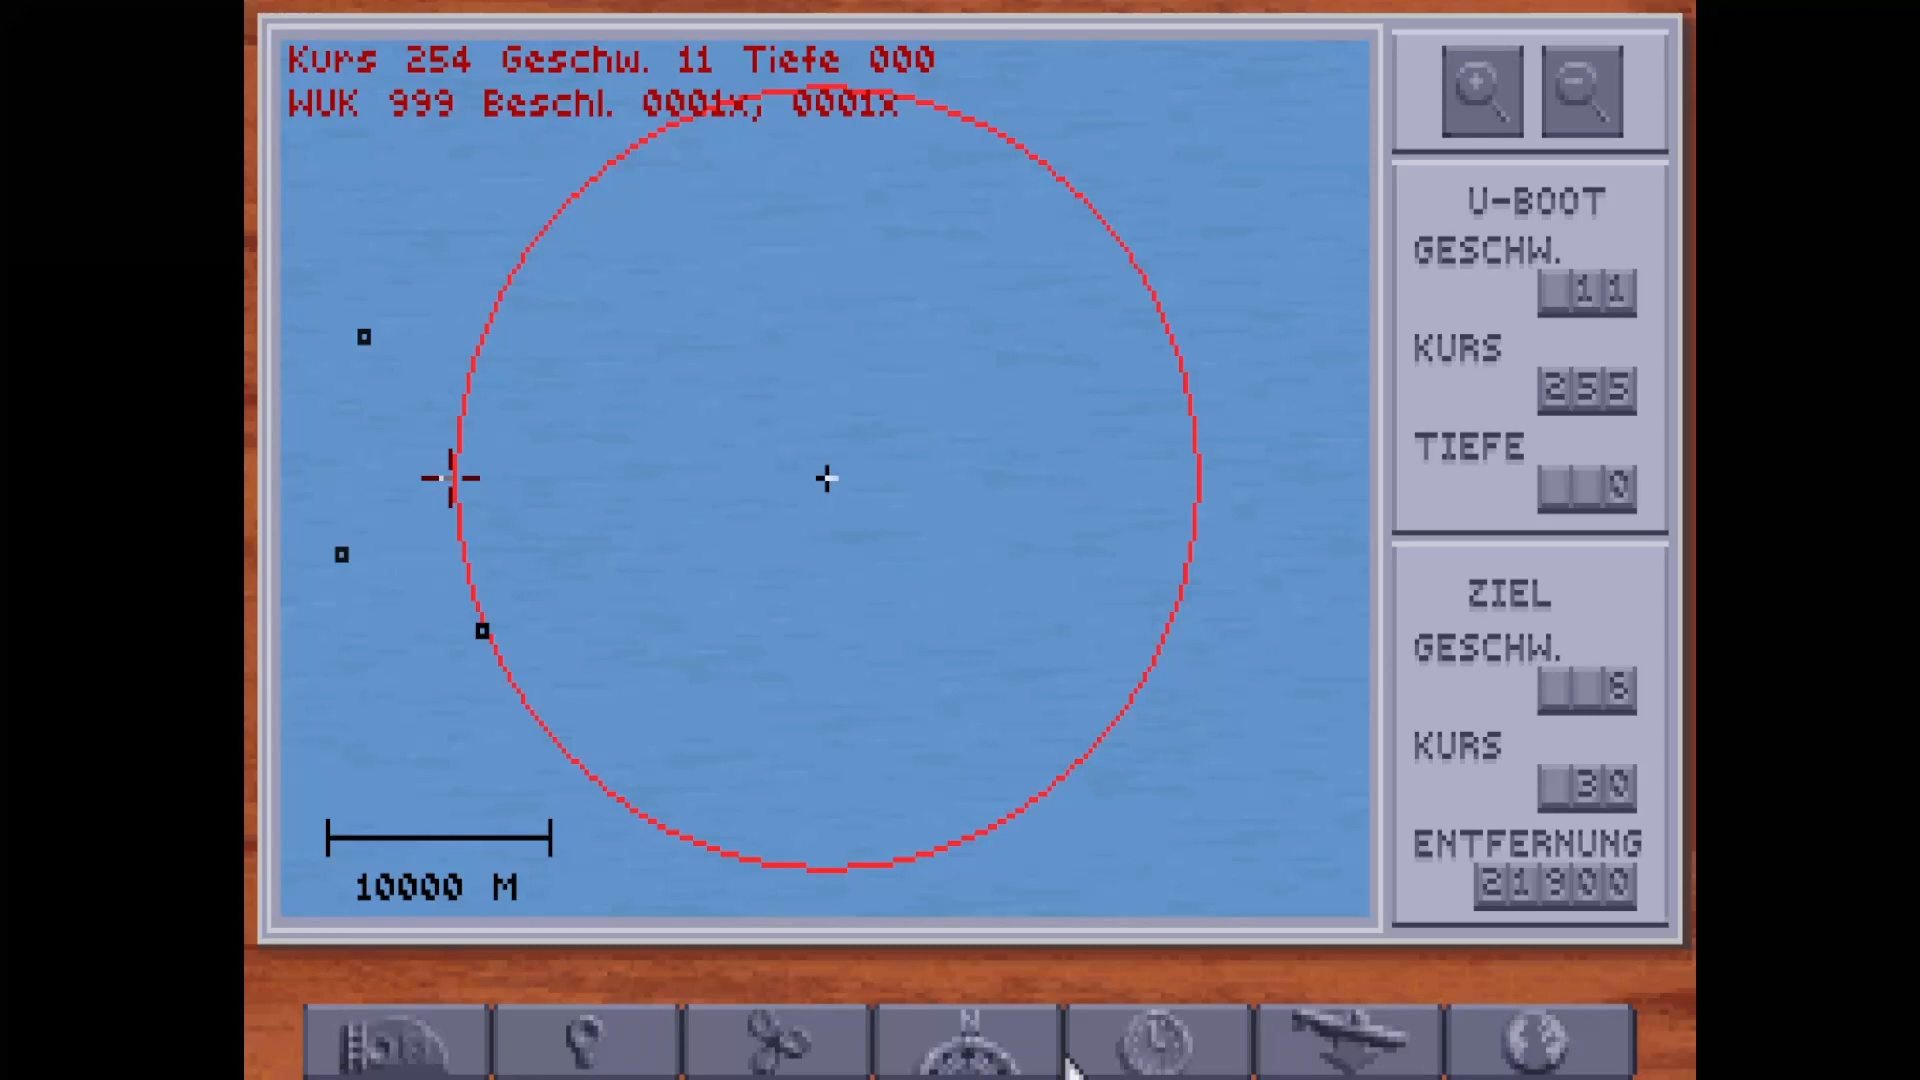 Kurs 254 Geschw. 11 Tiefe 000
WUK 999 Beschl. 0001x, 0001x
10000 M
U-BOOT
GESCHW.
11
KURS
255
TIEFE
0
ZIEL
GESCHW.
6
KURS
30
ENTFERNUNG
21900
N